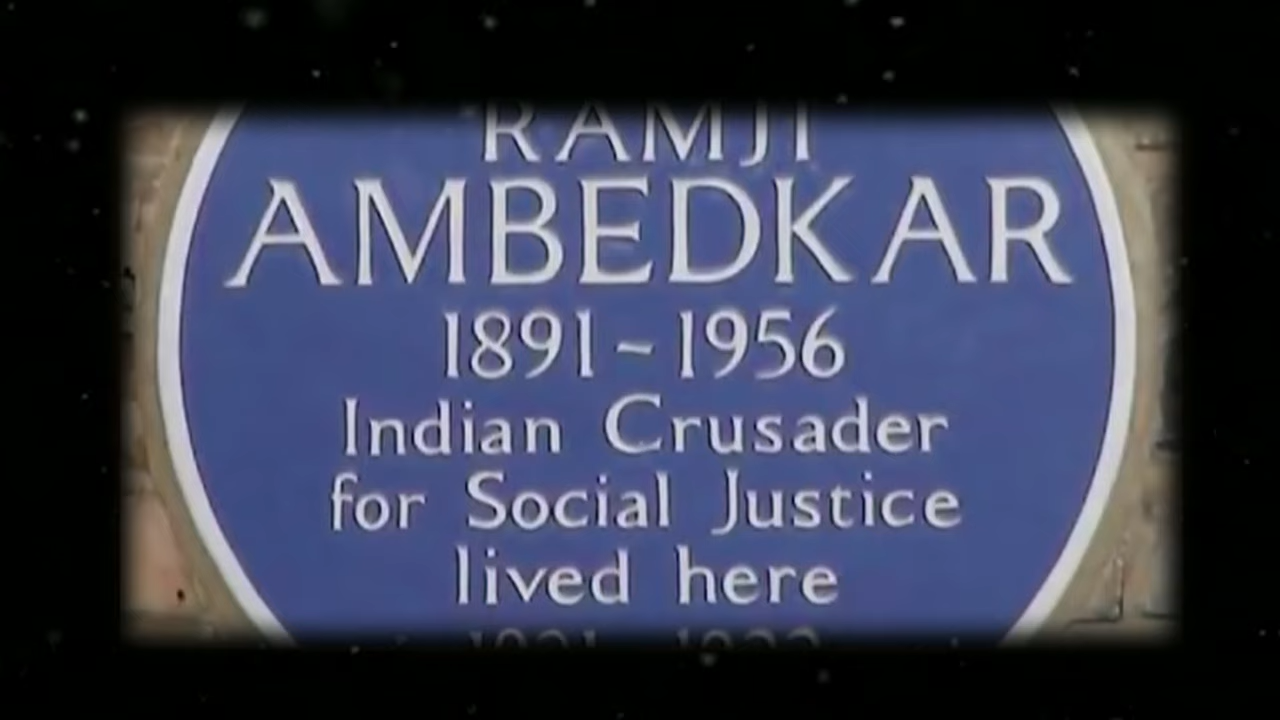 RAMJI
AMBEDKAR
1891 - 1956
Indian Crusader
for Social Justice
lived here